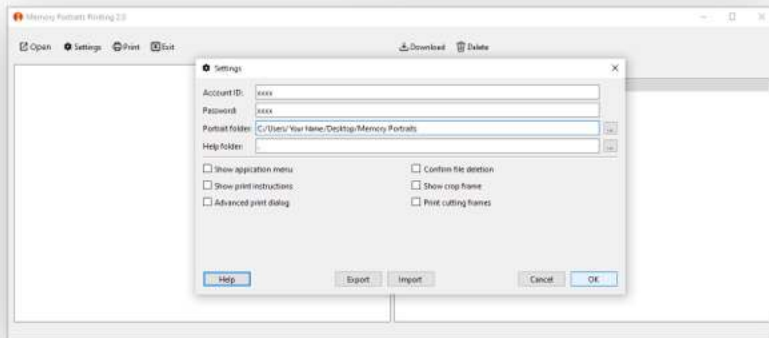 Memory Portraits Printing 2.0
Open Settings Print Exit Download Delete
Settings
Account ID: xxxx
Password: xxxx
Portrait folder: C:/Users/Your Name/Desktop/Memory Portraits ...
Help folder: . ...
Show appication menu Confirm file deletion
Show print instructions Show crop frame
Advanced print dialog Print cutting frames
Help Export Import Cancel OK